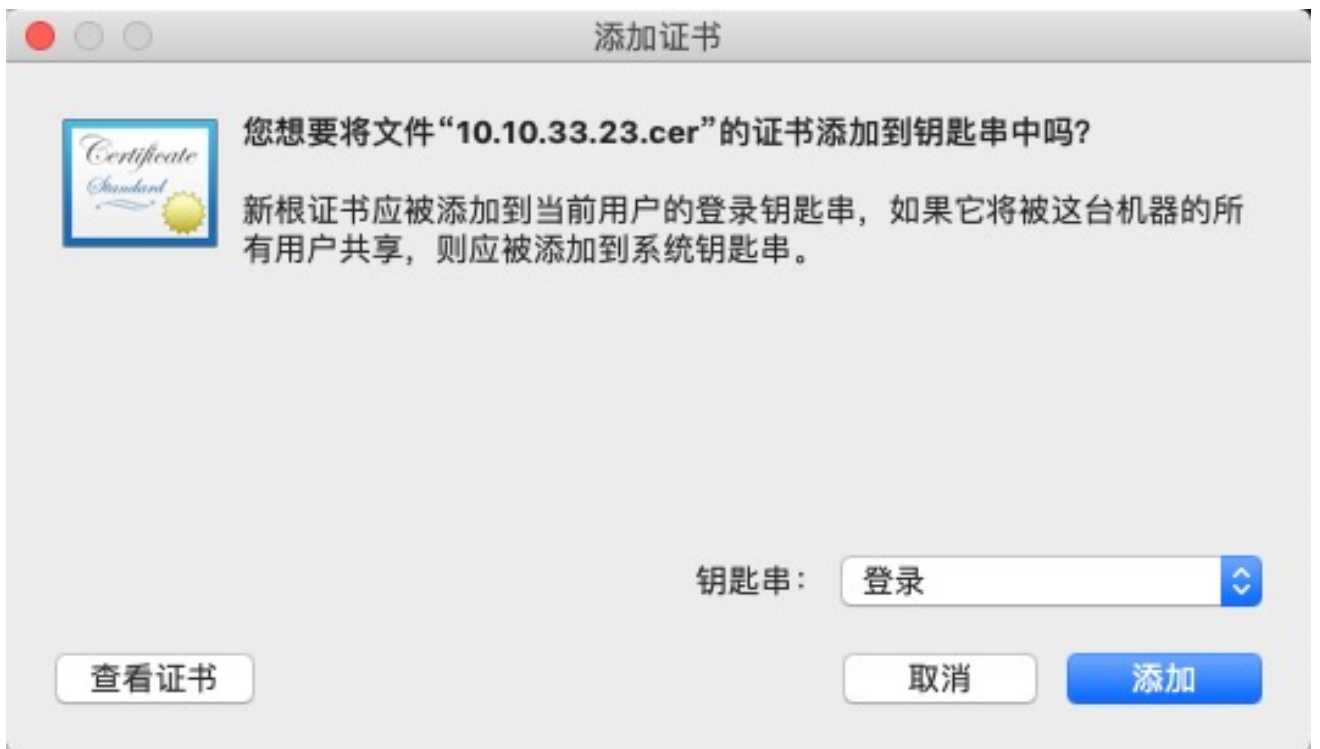 添加证书
Certificate
Standard
您想要将文件“10.10.33.23.cer”的证书添加到钥匙串中吗？
新根证书应被添加到当前用户的登录钥匙串，如果它将被这台机器的所
有用户共享，则应被添加到系统钥匙串。
钥匙串： 登录
查看证书 取消 添加